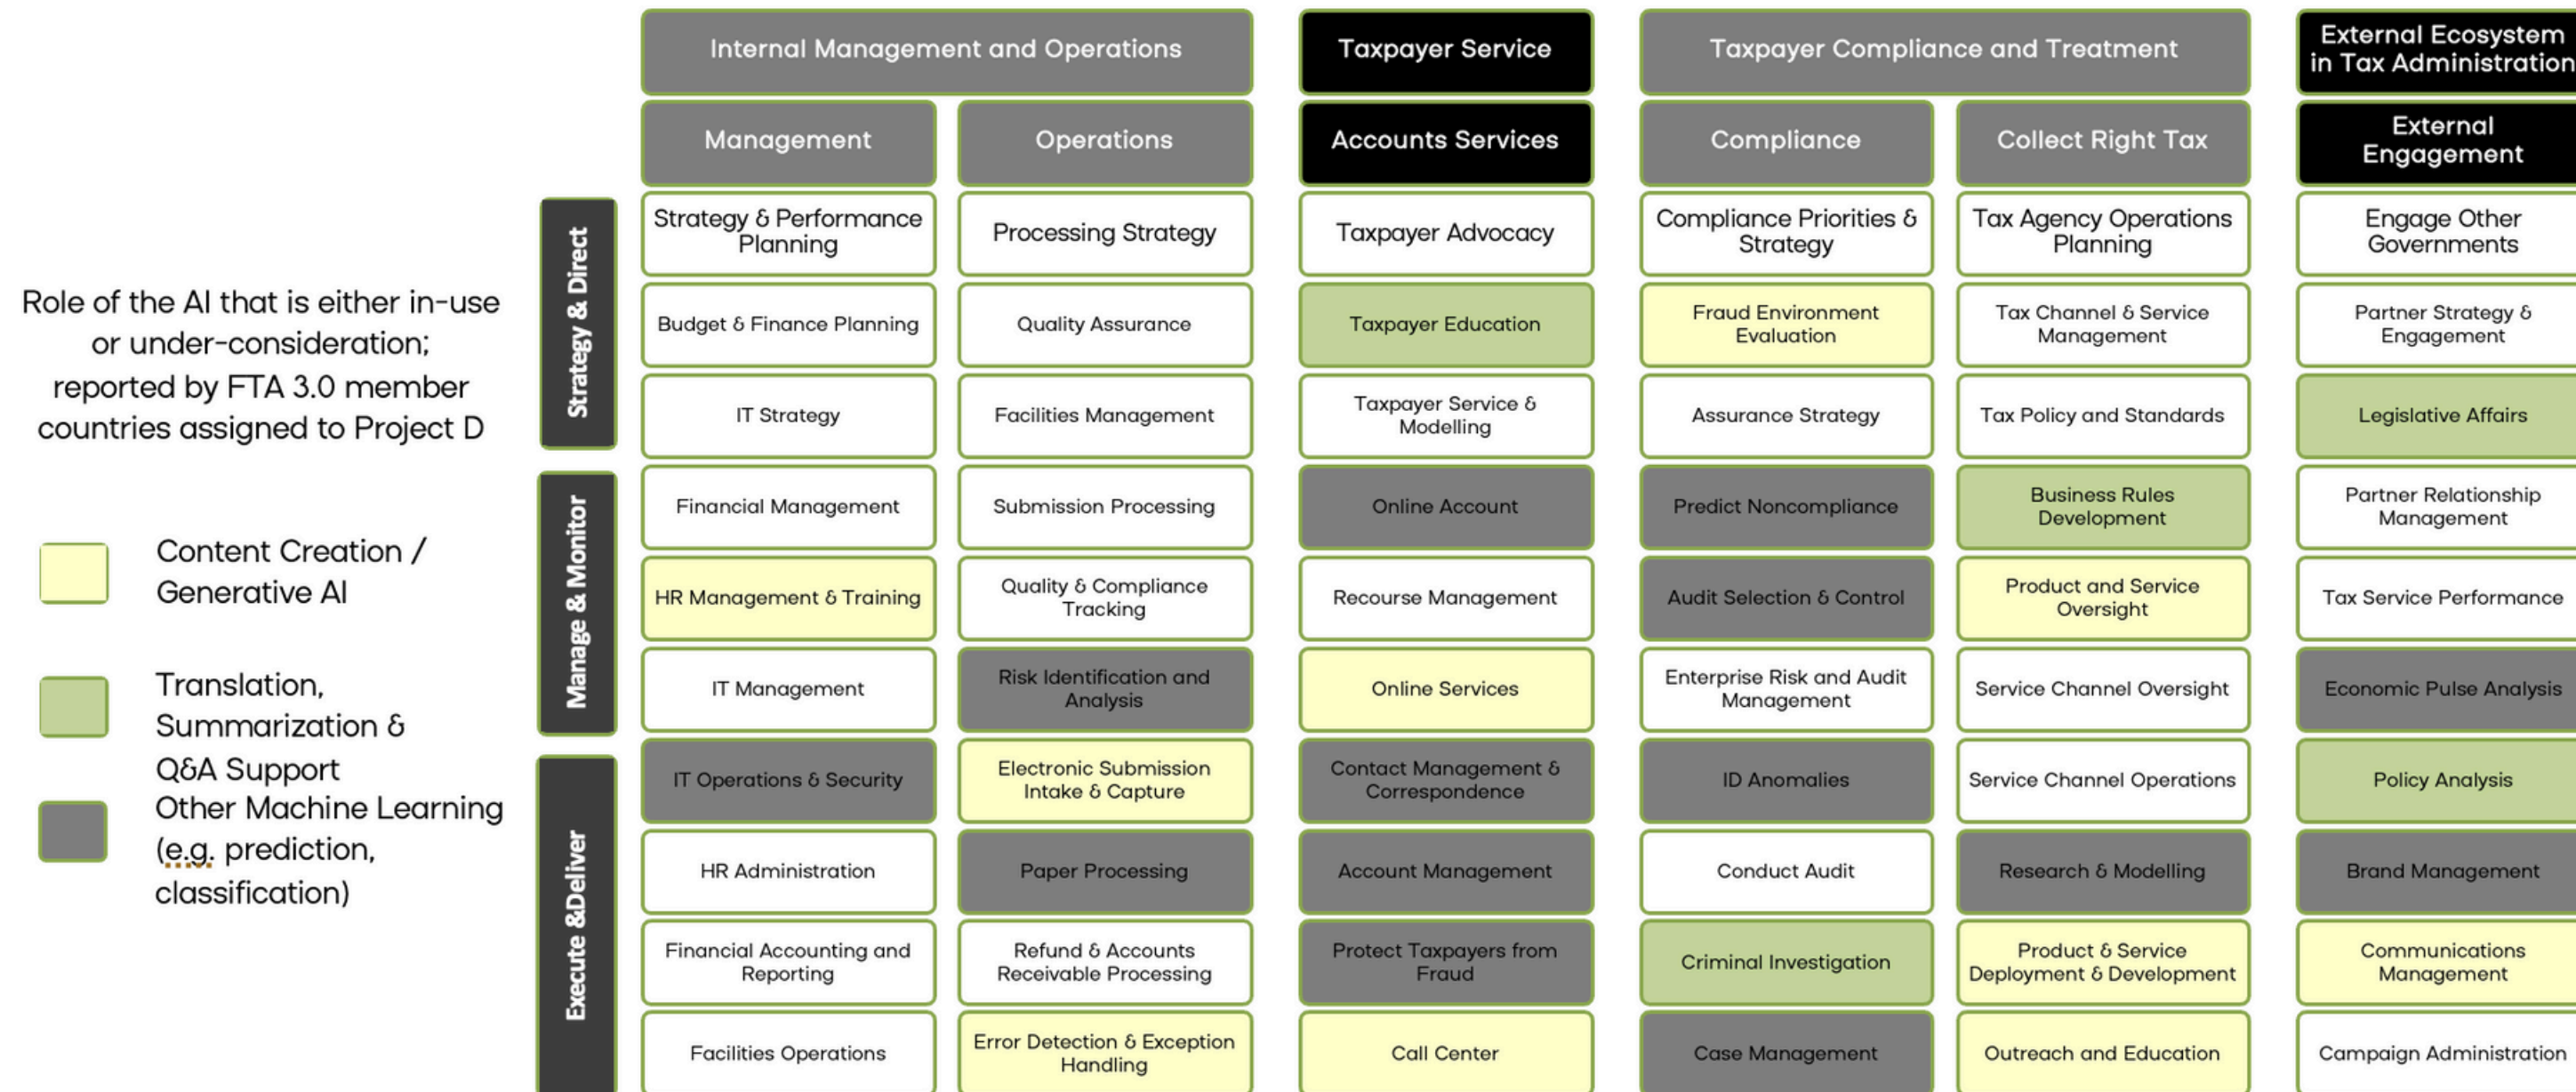 Internal Management and Operations
Taxpayer Service
Taxpayer Compliance and Treatment
External Ecosystem
in Tax Administration
Management
Operations
Accounts Services
Compliance
Collect Right Tax
External
Engagement
Role of the AI that is either in-use
or under-consideration;
reported by FTA 3.0 member
countries assigned to Project D
Content Creation /
Generative AI
Translation,
Summarization &
Q&A Support
Other Machine Learning
(e.g. prediction,
classification)
Strategy & Direct
Manage & Monitor
Execute &Deliver
Strategy & Performance
Planning
Budget & Finance Planning
IT Strategy
Financial Management
HR Management & Training
IT Management
IT Operations & Security
HR Administration
Financial Accounting and
Reporting
Facilities Operations
Processing Strategy
Quality Assurance
Facilities Management
Submission Processing
Quality & Compliance
Tracking
Risk Identification and
Analysis
Electronic Submission
Intake & Capture
Paper Processing
Refund & Accounts
Receivable Processing
Error Detection & Exception
Handling
Taxpayer Advocacy
Taxpayer Education
Taxpayer Service &
Modelling
Online Account
Recourse Management
Online Services
Contact Management &
Correspondence
Account Management
Protect Taxpayers from
Fraud
Call Center
Compliance Priorities &
Strategy
Fraud Environment
Evaluation
Assurance Strategy
Predict Noncompliance
Audit Selection & Control
Enterprise Risk and Audit
Management
ID Anomalies
Conduct Audit
Criminal Investigation
Case Management
Tax Agency Operations
Planning
Tax Channel & Service
Management
Tax Policy and Standards
Business Rules
Development
Product and Service
Oversight
Service Channel Oversight
Service Channel Operations
Research & Modelling
Product & Service
Deployment & Development
Outreach and Education
Engage Other
Governments
Partner Strategy &
Engagement
Legislative Affairs
Partner Relationship
Management
Tax Service Performance
Economic Pulse Analysis
Policy Analysis
Brand Management
Communications
Management
Campaign Administration